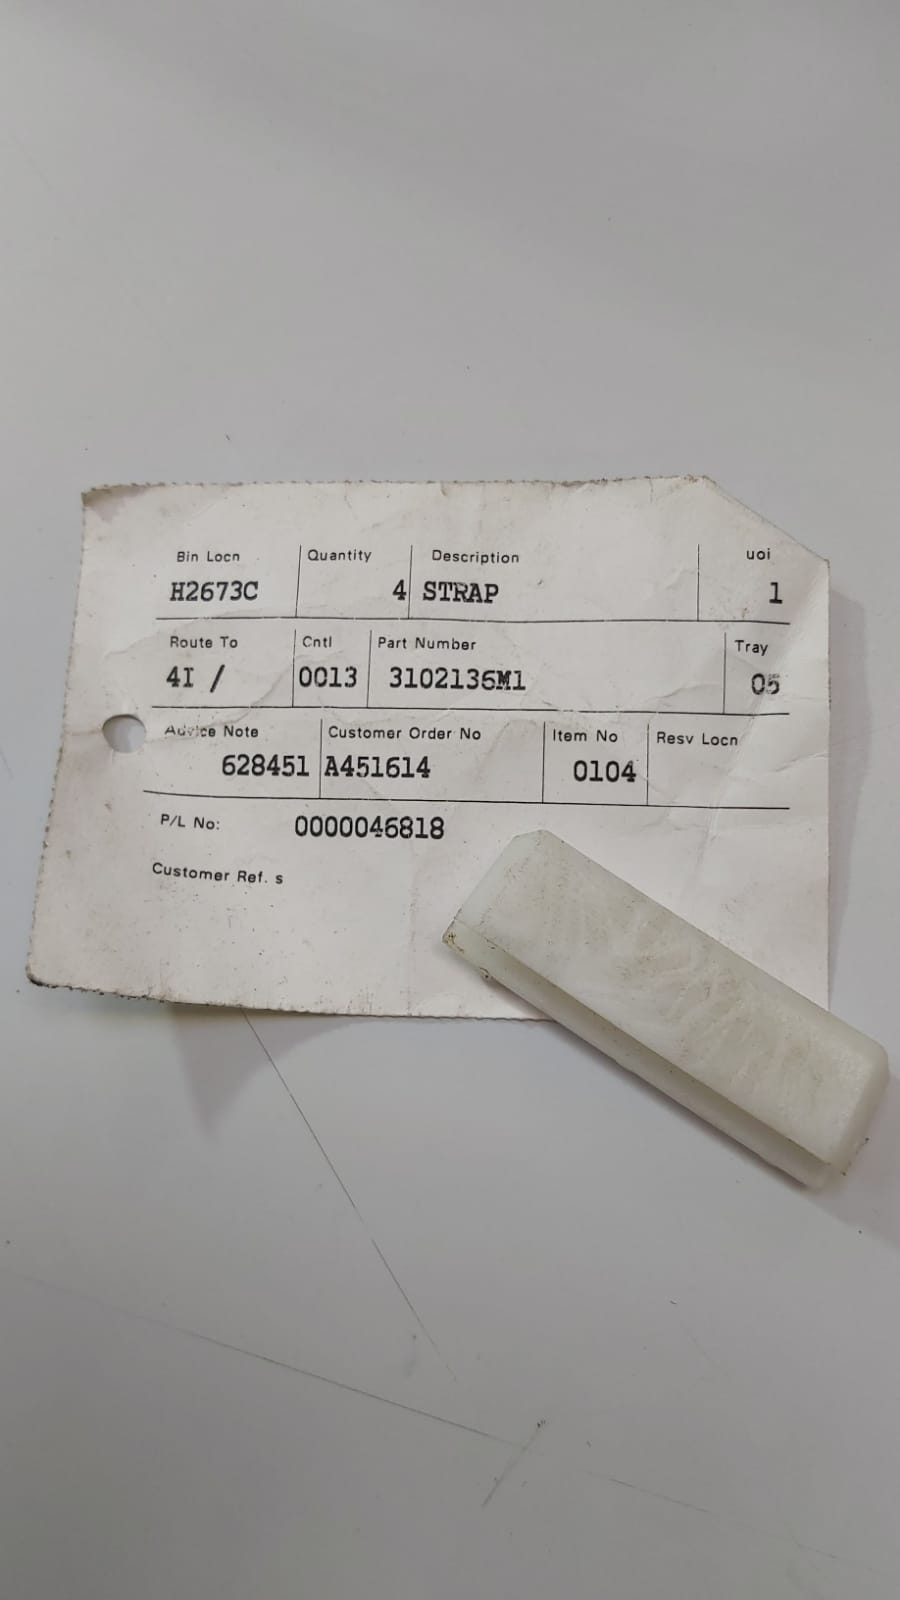 Bin Locn Quantity Description uoi
H2673C 4 STRAP 1
Route To Cntl Part Number Tray
4I / 0013 3102136M1 05
Advice Note Customer Order No Item No Resv Locn
628451 A451614 0104
P/L No: 0000046818
Customer Ref. s